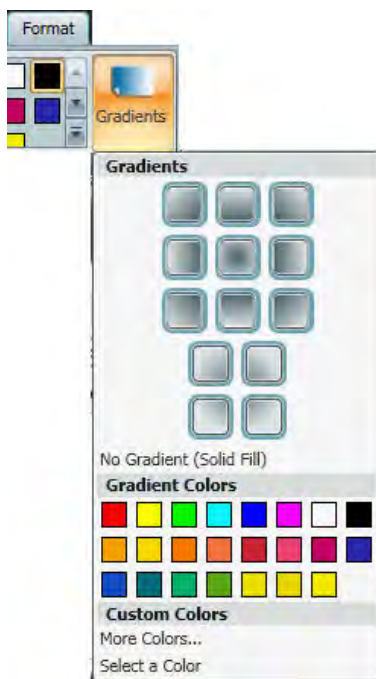 Format
Gradients
Gradients
No Gradient (Solid Fill)
Gradient Colors
Custom Colors
More Colors...
Select a Color